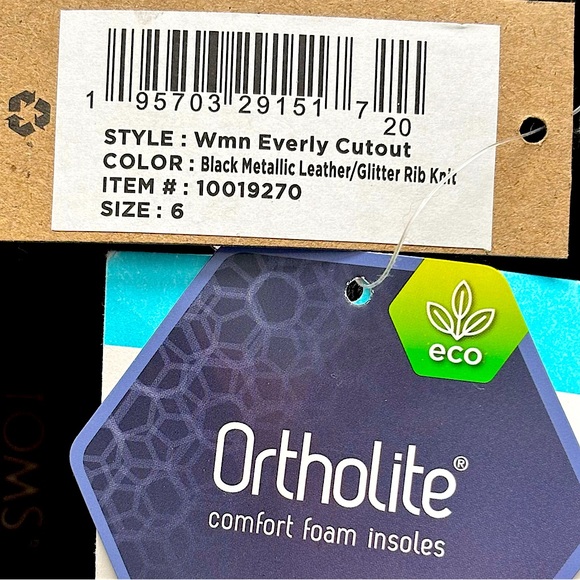 1 95703 29151 7
20
STYLE : Wmn Everly Cutout
COLOR : Black Metallic Leather/Glitter Rib Knit
ITEM # : 10019270
SIZE : 6
eco
Ortholite®
comfort foam insoles
TOMS